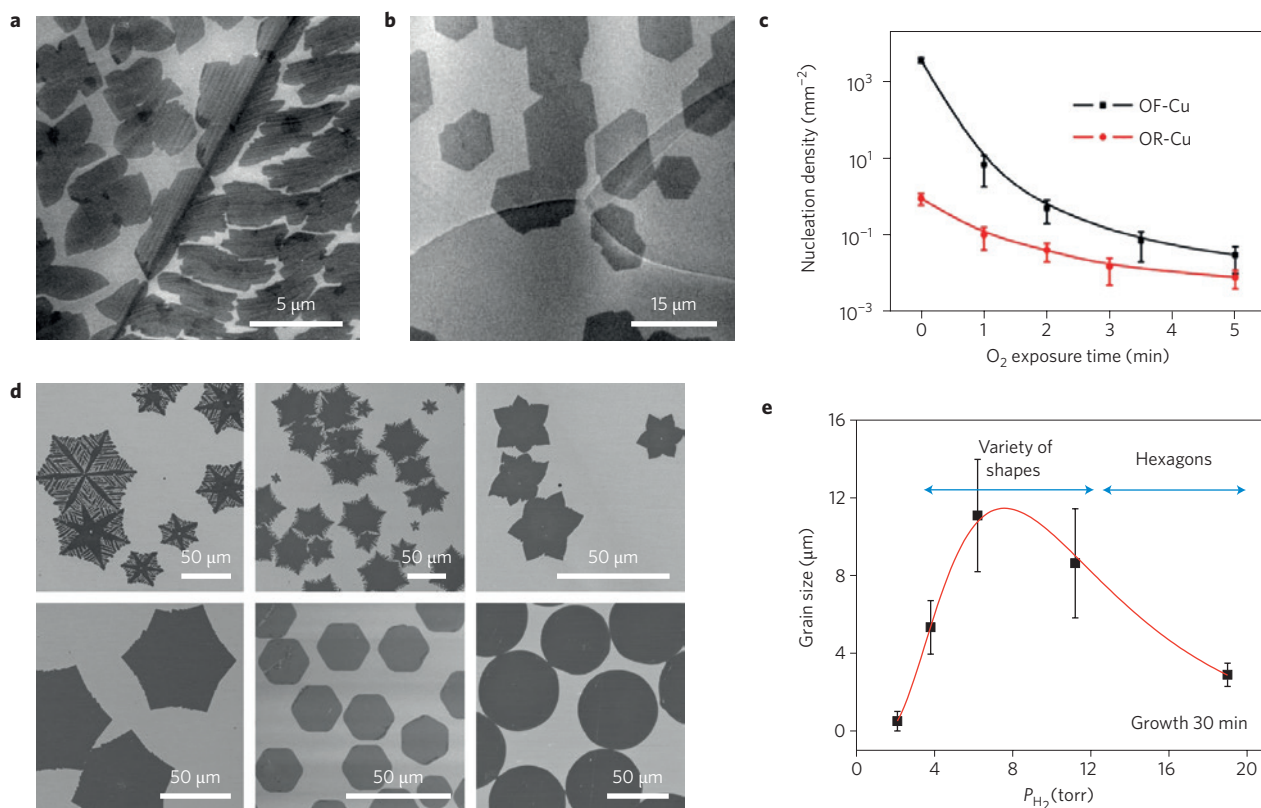 a
5 μm
b
15 μm
c
Nucleation density (mm⁻²)
10³
10¹
10⁻¹
10⁻³
OF-Cu
OR-Cu
0 1 2 3 4 5
O₂ exposure time (min)
d
50 μm
50 μm
50 μm
50 μm
50 μm
50 μm
e
Grain size (μm)
16
12
8
4
0
Variety of
shapes
Hexagons
Growth 30 min
0 4 8 12 16 20
P_H₂ (torr)